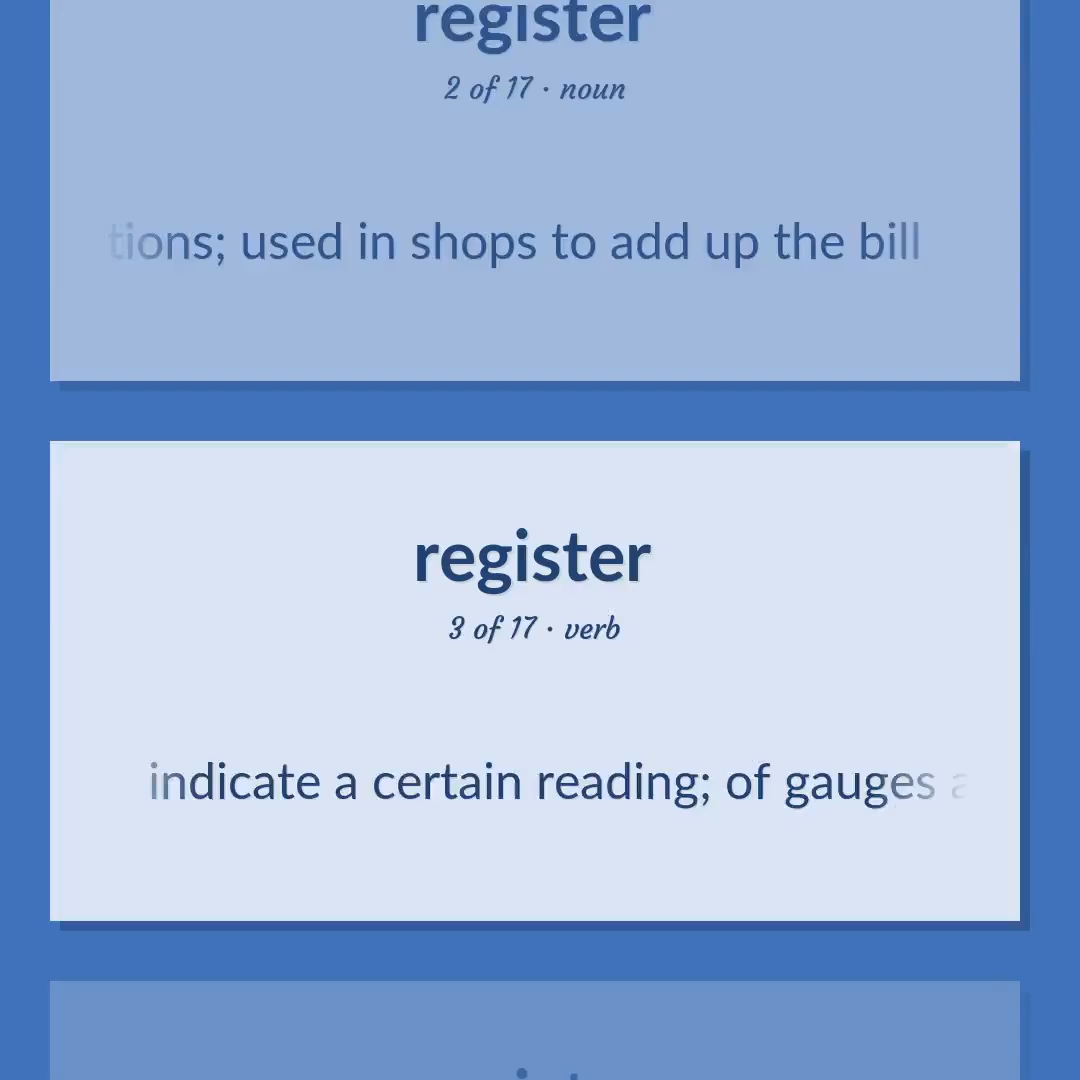 register
2 of 17 · noun
tions; used in shops to add up the bill
register
3 of 17 · verb
indicate a certain reading; of gauges a